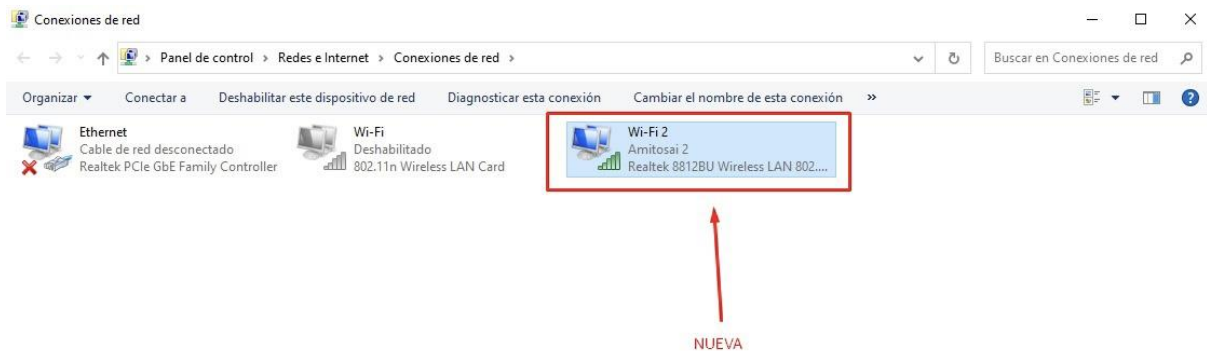 Conexiones de red
Panel de control > Redes e Internet > Conexiones de red >
Buscar en Conexiones de red
Organizar
Conectar a
Deshabilitar este dispositivo de red
Diagnosticar esta conexión
Cambiar el nombre de esta conexión
»
Ethernet
Cable de red desconectado
Realtek PCIe GbE Family Controller
Wi-Fi
Deshabilitado
802.11n Wireless LAN Card
Wi-Fi 2
Amitosai 2
Realtek 8812BU Wireless LAN 802....
NUEVA